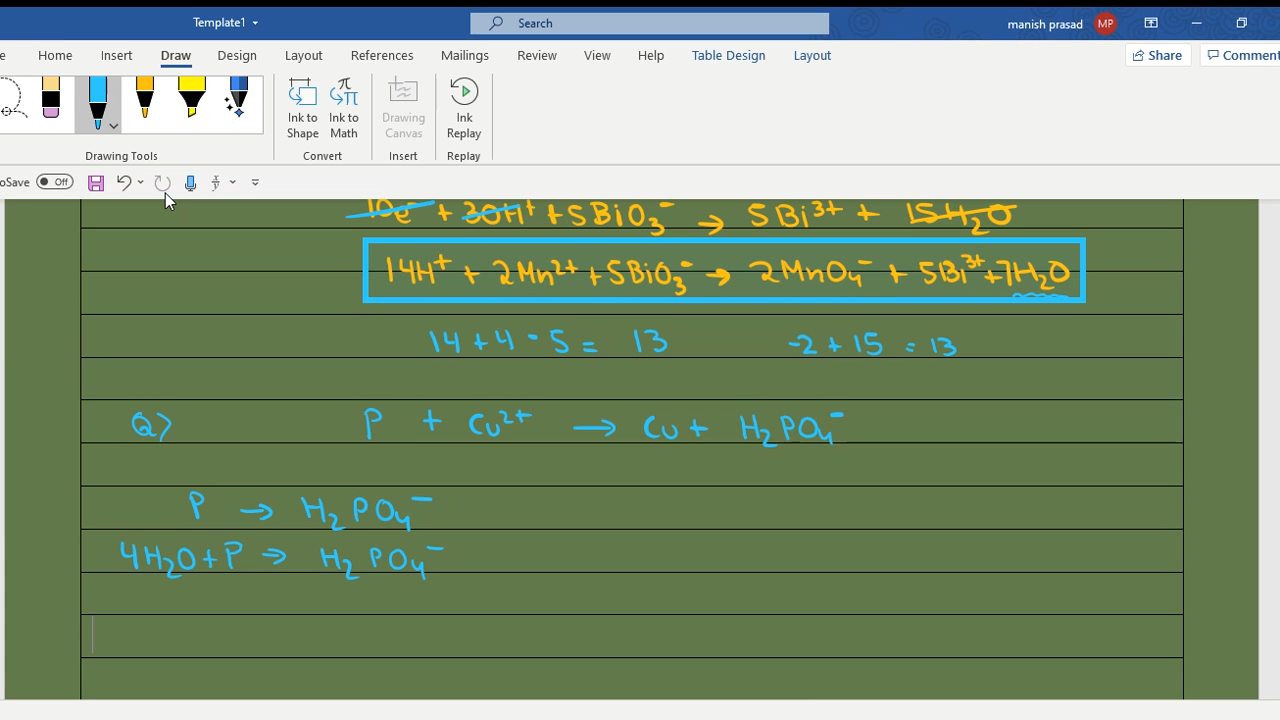 Template1
Search
manish prasad
MP
Home Insert Draw Design Layout References Mailings Review View Help Table Design Layout
Share
Comment
Ink to Shape
Ink to Math
Drawing Canvas
Ink Replay
Drawing Tools
Convert
Insert
Replay
oSave Off
10e⁻ + 30H⁺ + 5BiO₃⁻ → 5Bi³⁺ + 15H₂O
14H⁺ + 2Mn²⁺ + 5BiO₃⁻ → 2MnO₄⁻ + 5Bi³⁺ + 7H₂O
14 + 4 - 5 = 13 -2 + 15 = 13
Q) P + Cu²⁺ → Cu + H₂PO₄⁻
P → H₂PO₄⁻
4H₂O + P → H₂PO₄⁻